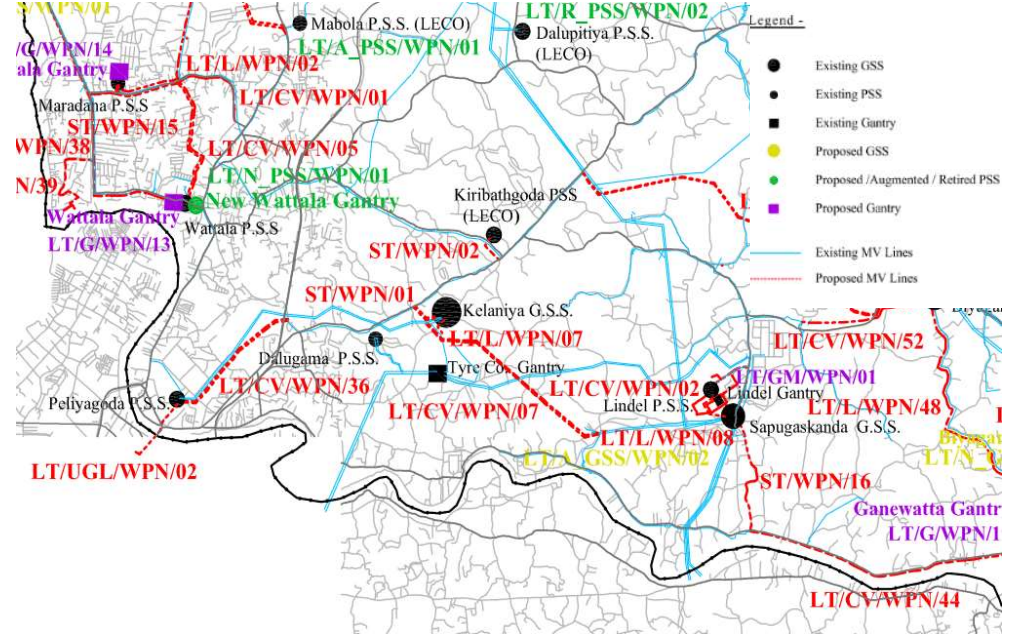 S/WPN/01
Mabola P.S.S. (LECO)
LT/A_PSS/WPN/01
LT/R_PSS/WPN/02
Dalupitiya P.S.S.
(LECO)
Legend -
/G/WPN/14
ala Gantry
LT/L/WPN/02
Maradana P.S.S
LT/CV/WPN/01
ST/WPN/15
WPN/38
LT/CV/WPN/05
LT/N_PSS/WPN/01
N/39
New Wattala Gantry
Wattala Gantry
Wattala P.S.S
LT/G/WPN/13
Kiribathgoda PSS
(LECO)
ST/WPN/02
Existing GSS
Existing PSS
Existing Gantry
Proposed GSS
Proposed /Augmented / Retired PSS
Proposed Gantry
Existing MV Lines
Proposed MV Lines
ST/WPN/01
Kelaniya G.S.S.
LT/L/WPN/07
Dalugama P.S.S.
Tyre Co. Gantry
LT/CV/WPN/36
Peliyagoda P.S.S.
LT/CV/WPN/07
LT/CV/WPN/52
LT/GM/WPN/01
LT/CV/WPN/02
Lindel Gantry
Lindel P.S.S.
LT/L/WPN/48
Sapugaskanda G.S.S.
LT/L/WPN/08
LT/A_GSS/WPN/02
LT/UGL/WPN/02
ST/WPN/16
Ganewatta Gantr
LT/G/WPN/1
LT/CV/WPN/44